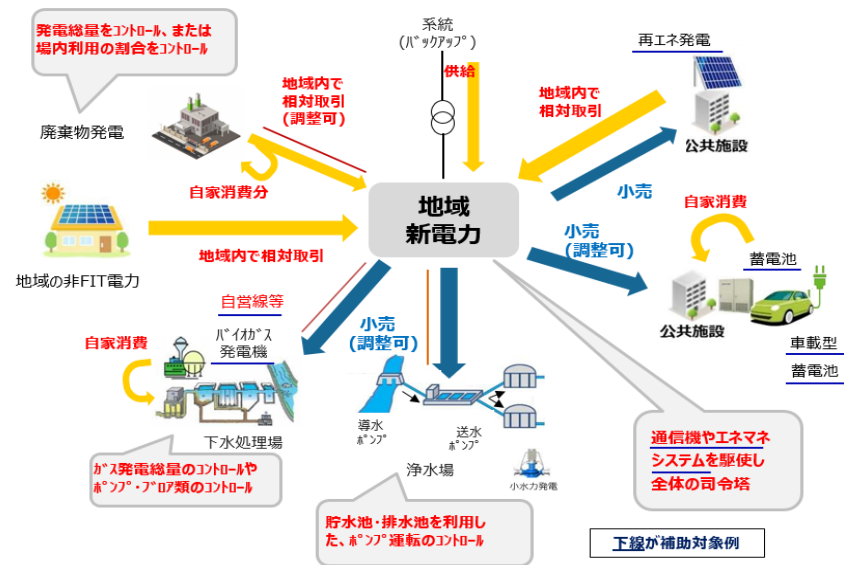 発電総量をｺﾝﾄﾛｰﾙ、または
場内利用の割合をｺﾝﾄﾛｰﾙ
系統
(ﾊﾞｯｸｱｯﾌﾟ)
供給
再エネ発電
地域内で
相対取引
(調整可)
地域内で
相対取引
廃棄物発電
公共施設
自家消費分
小売
地域
新電力
自家消費
小売
(調整可)
地域内で相対取引
蓄電池
地域の非FIT電力
公共施設
自営線等
小売
(調整可)
ﾊﾞｲｵｶﾞｽ
発電機
自家消費
車載型
蓄電池
導水
ﾎﾟﾝﾌﾟ
送水
ﾎﾟﾝﾌﾟ
下水処理場
浄水場
小水力発電
通信機やエネマネ
システムを駆使し
全体の司令塔
ｶﾞｽ発電総量のｺﾝﾄﾛｰﾙや
ﾎﾟﾝﾌﾟ･ﾌﾞﾛｱ類のｺﾝﾄﾛｰﾙ
貯水池・排水池を利用し
た、ﾎﾟﾝﾌﾟ運転のｺﾝﾄﾛｰﾙ
下線が補助対象例